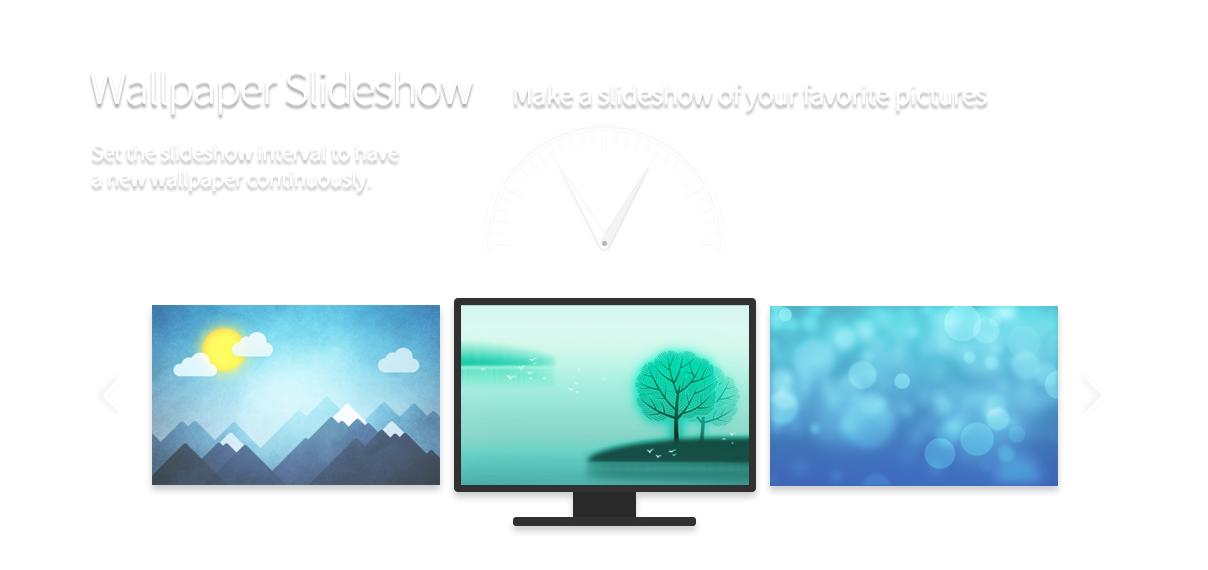 Wallpaper Slideshow
Make a slideshow of your favorite pictures
Set the slideshow interval to have
a new wallpaper continuously.